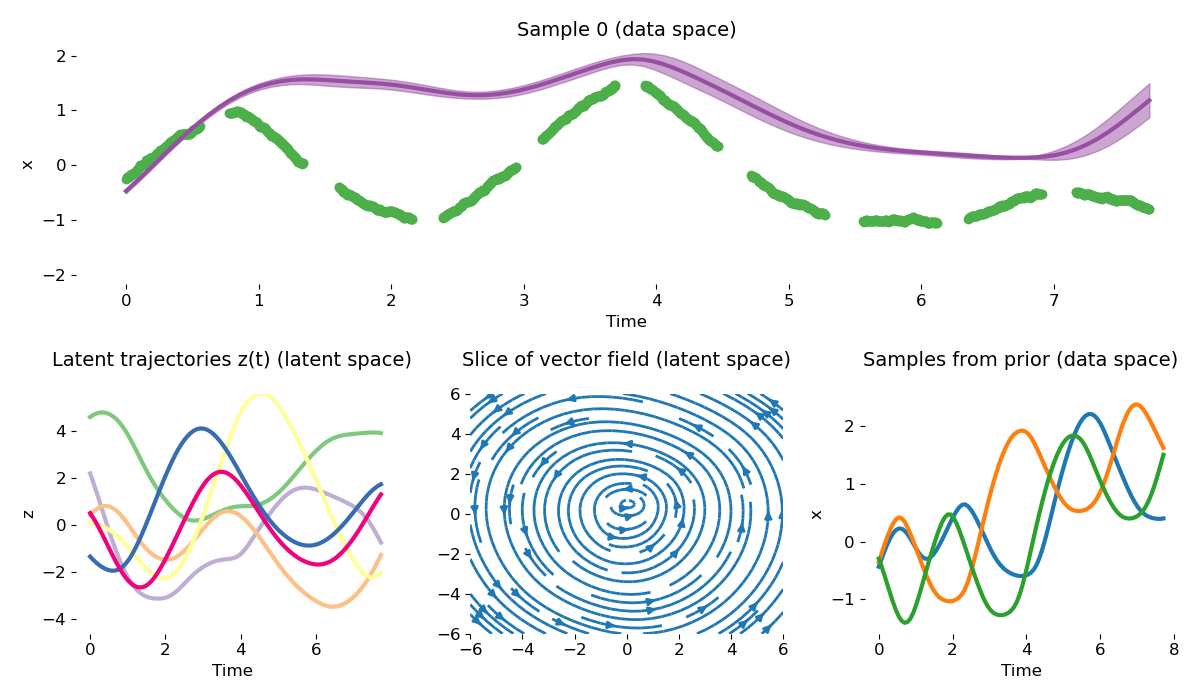 Sample 0 (data space)
2
1
0
−1
−2
x
0 1 2 3 4 5 6 7
Time
Latent trajectories z(t) (latent space)
4
2
0
−2
−4
z
0 2 4 6
Time
Slice of vector field (latent space)
6
4
2
0
−2
−4
−6
−6 −4 −2 0 2 4 6
Samples from prior (data space)
2
1
0
−1
x
0 2 4 6 8
Time